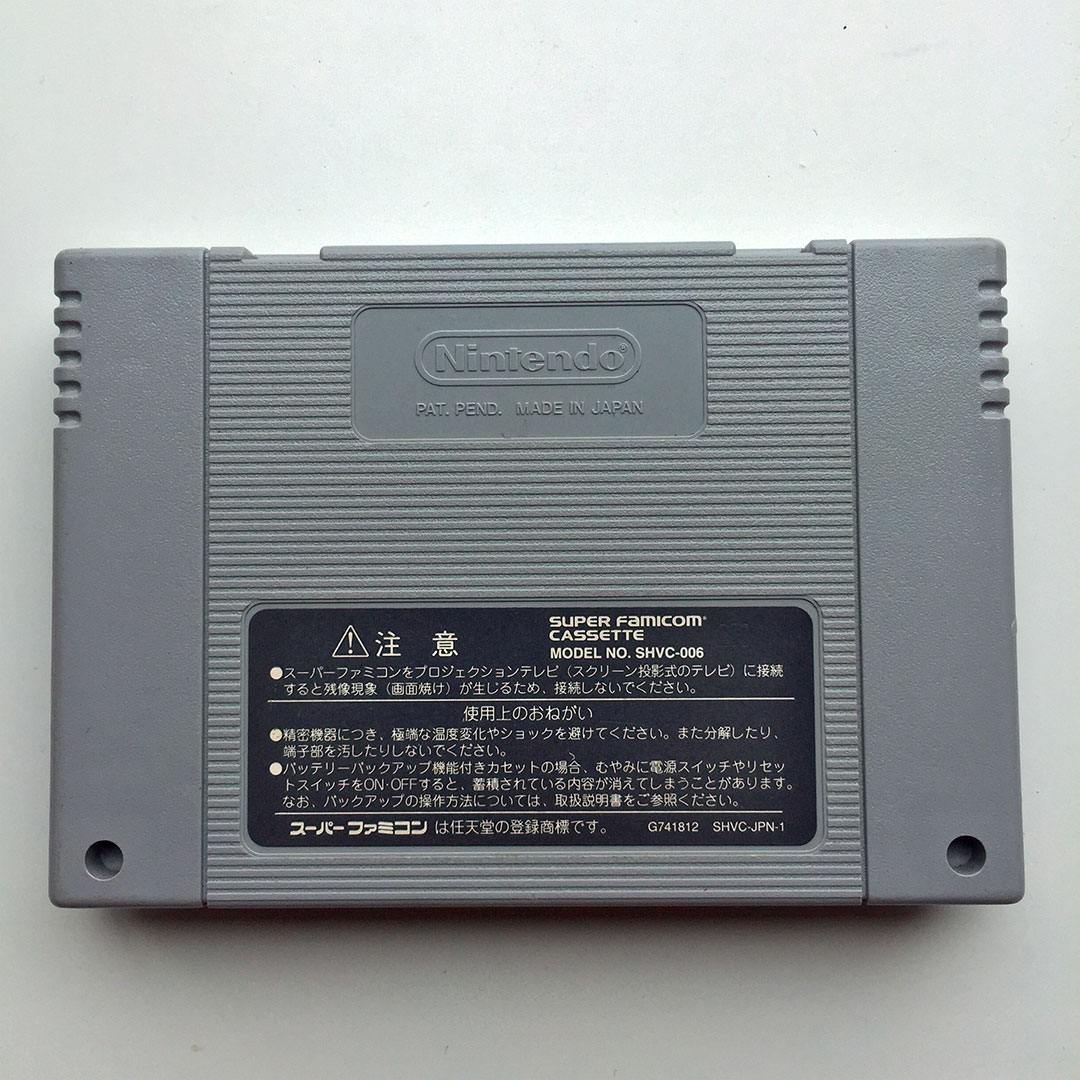 Nintendo®
PAT. PEND. MADE IN JAPAN
⚠注 意
SUPER FAMICOM®
CASSETTE
MODEL NO. SHVC-006
●スーパーファミコンをプロジェクションテレビ（スクリーン投影式のテレビ）に接続
すると残像現象（画面焼け）が生じるため、接続しないでください。
使用上のおねがい
●精密機器につき、極端な温度変化やショックを避けてください。また分解したり、
端子部を汚したりしないでください。
●バッテリーバックアップ機能付きカセットの場合、むやみに電源スイッチやリセッ
トスイッチをON・OFFすると、蓄積されている内容が消えてしまうことがあります。
なお、バックアップの操作方法については、取扱説明書をご参照ください。
スーパーファミコンは任天堂の登録商標です。 G741812 SHVC-JPN-1